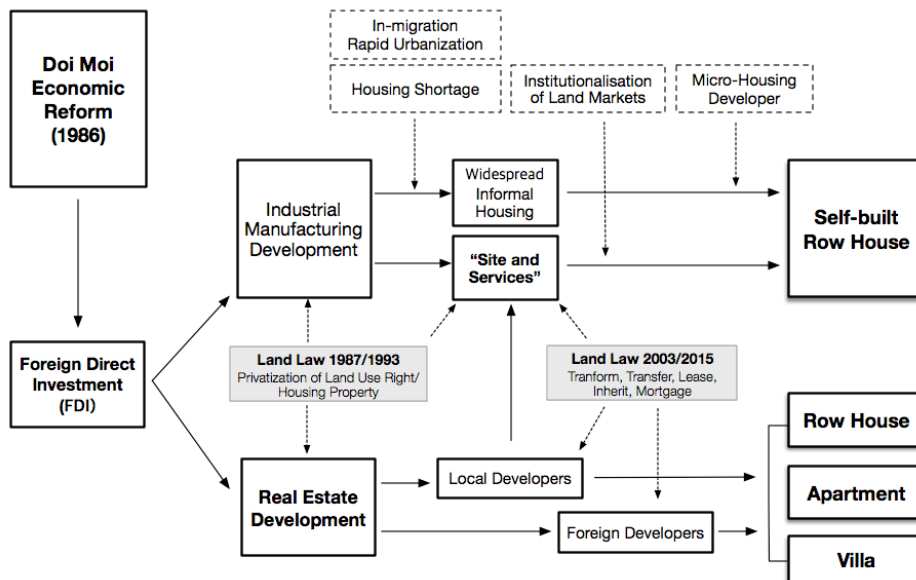 Doi Moi
Economic
Reform
(1986)
In-migration
Rapid Urbanization
Housing Shortage
Institutionalisation
of Land Markets
Micro-Housing
Developer
Industrial
Manufacturing
Development
Widespread
Informal
Housing
“Site and
Services”
Self-built
Row House
Foreign Direct
Investment
(FDI)
Land Law 1987/1993
Privatization of Land Use Right/
Housing Property
Land Law 2003/2015
Tranform, Transfer, Lease,
Inherit, Mortgage
Real Estate
Development
Local Developers
Foreign Developers
Row House
Apartment
Villa